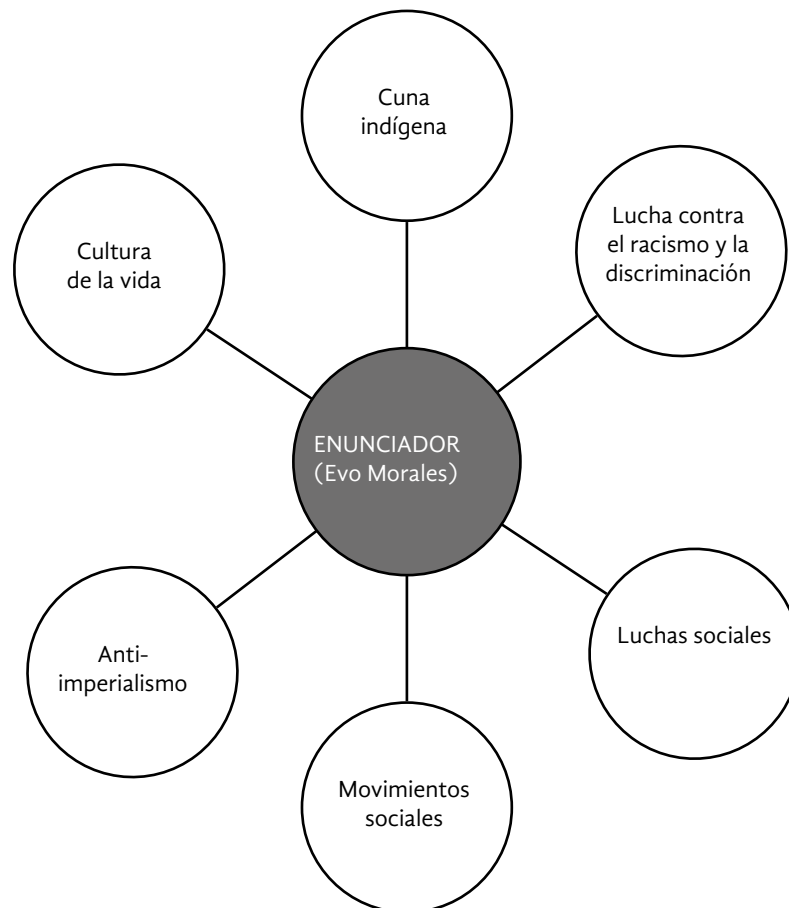 Cuna
indígena
Lucha contra
el racismo y la
discriminación
Cultura
de la vida
ENUNCIADOR
(Evo Morales)
Luchas sociales
Anti-
imperialismo
Movimientos
sociales